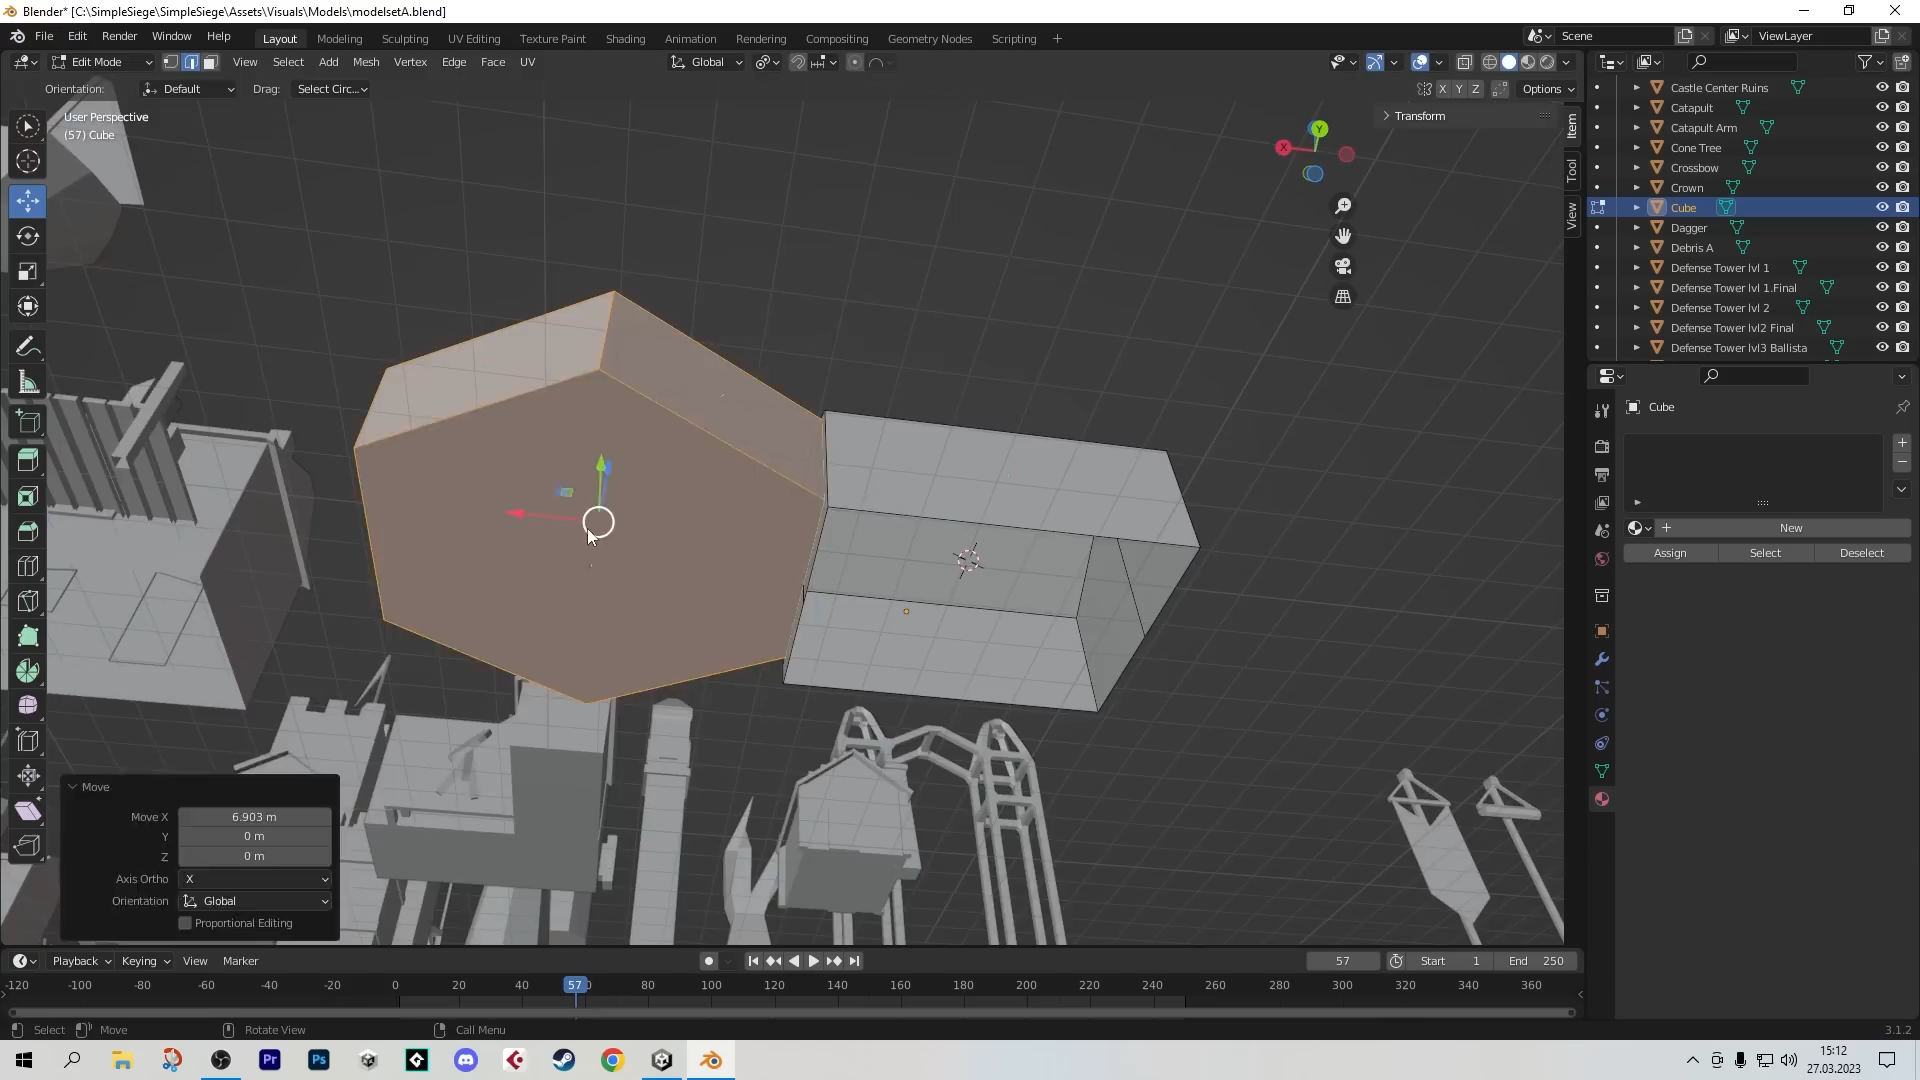 Blender* [C:\SimpleSiege\SimpleSiege\Assets\Visuals\Models\modelsetA.blend]
File Edit Render Window Help Layout Modeling Sculpting UV Editing Texture Paint Shading Animation Rendering Compositing Geometry Nodes Scripting + Scene ViewLayer
Edit Mode View Select Add Mesh Vertex Edge Face UV Global
Orientation: Default Drag: Select Circ... X Y Z Options
User Perspective
(57) Cube
Transform
Item
Tool
View
Y
X
Castle Center Ruins
Catapult
Catapult Arm
Cone Tree
Crossbow
Crown
Cube
Dagger
Debris A
Defense Tower lvl 1
Defense Tower lvl 1.Final
Defense Tower lvl 2
Defense Tower lvl2 Final
Defense Tower lvl3 Ballista
Cube
New
Assign Select Deselect
Move
Move X 6.903 m
Y 0 m
Z 0 m
Axis Ortho X
Orientation Global
Proportional Editing
Playback Keying View Marker 57 Start 1 End 250
-120 -100 -80 -60 -40 -20 0 20 40 57 80 100 120 140 160 180 200 220 240 260 280 300 320 340 360
Select Move Rotate View Call Menu 3.1.2
Pr Ps
15:12
27.03.2023